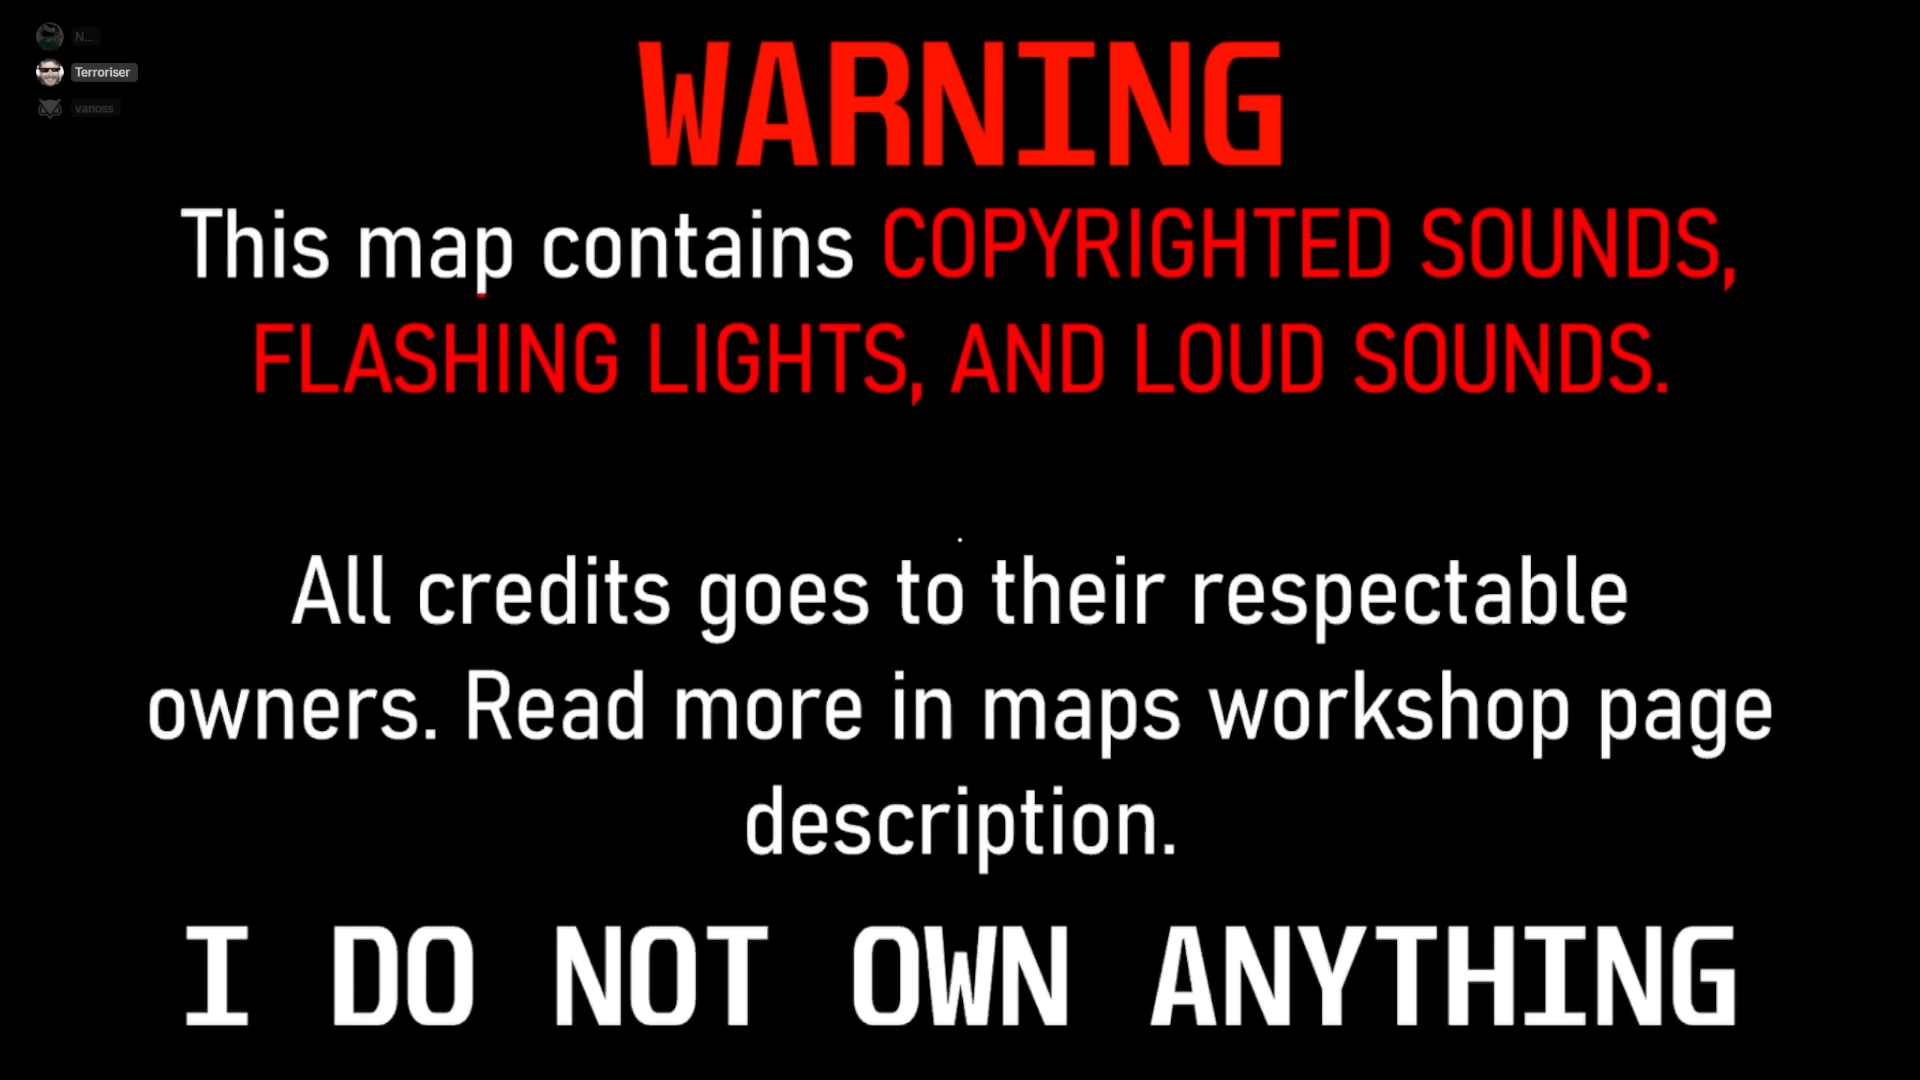 N...
Terroriser
vanoss
WARNING
This map contains COPYRIGHTED SOUNDS,
FLASHING LIGHTS, AND LOUD SOUNDS.
All credits goes to their respectable
owners. Read more in maps workshop page
description.
I DO NOT OWN ANYTHING